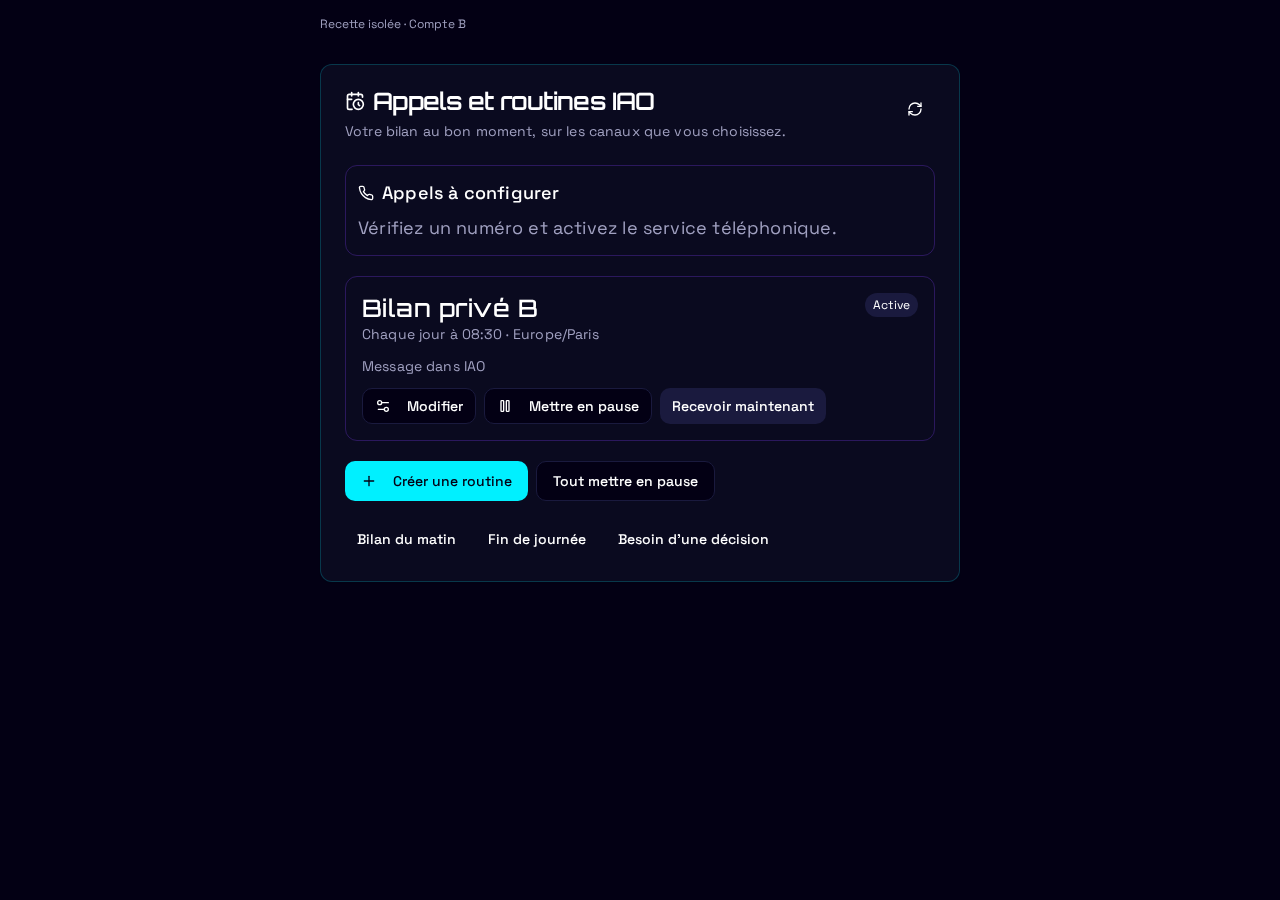 Recette isolée · Compte B
Appels et routines IAO
Votre bilan au bon moment, sur les canaux que vous choisissez.
Appels à configurer
Vérifiez un numéro et activez le service téléphonique.
Bilan privé B
Active
Chaque jour à 08:30 · Europe/Paris
Message dans IAO
Modifier
Mettre en pause
Recevoir maintenant
Créer une routine
Tout mettre en pause
Bilan du matin
Fin de journée
Besoin d’une décision